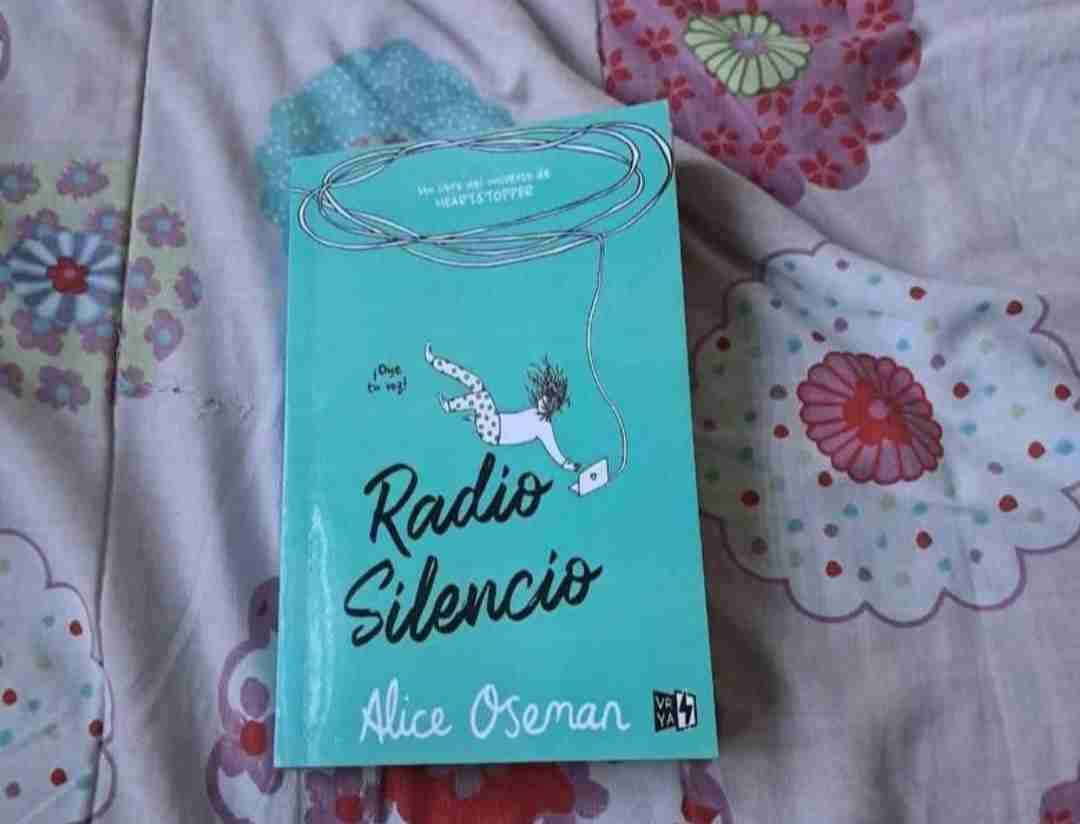 Un libro del universo de
HEARTSTOPPER
¡Oye
tu voz!
Radio
Silencio
Alice Oseman
VR
YA